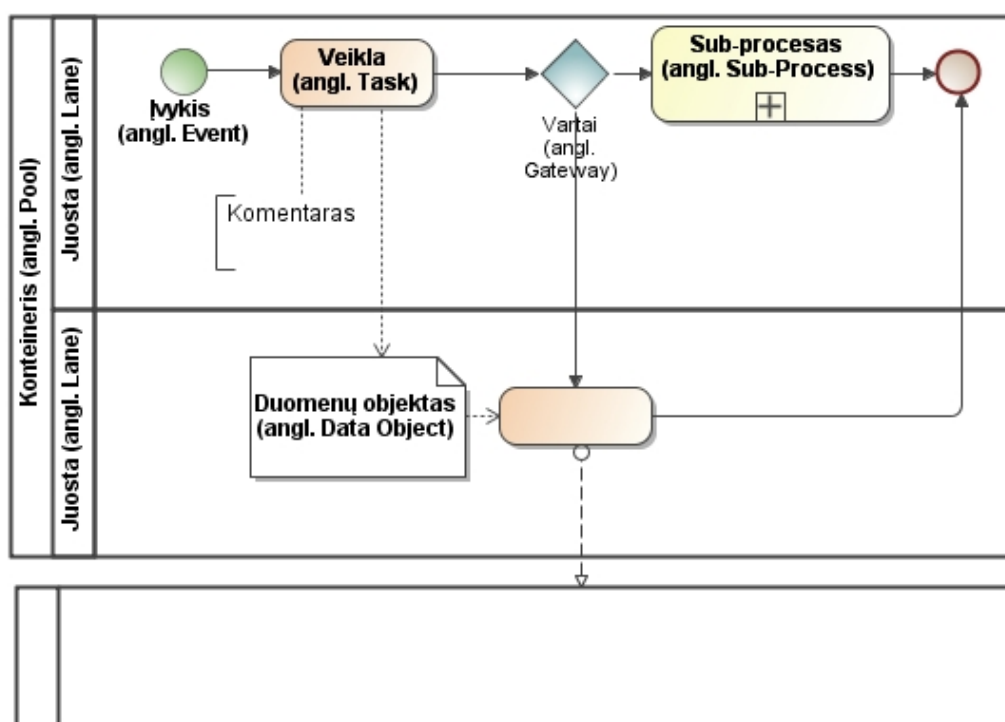 Konteineris (angl. Pool)
Juosta (angl. Lane)
Įvykis
(angl. Event)
Veikla
(angl. Task)
Vartai
(angl.
Gateway)
Sub-procesas
(angl. Sub-Process)
Komentaras
Juosta (angl. Lane)
Duomenų objektas
(angl. Data Object)